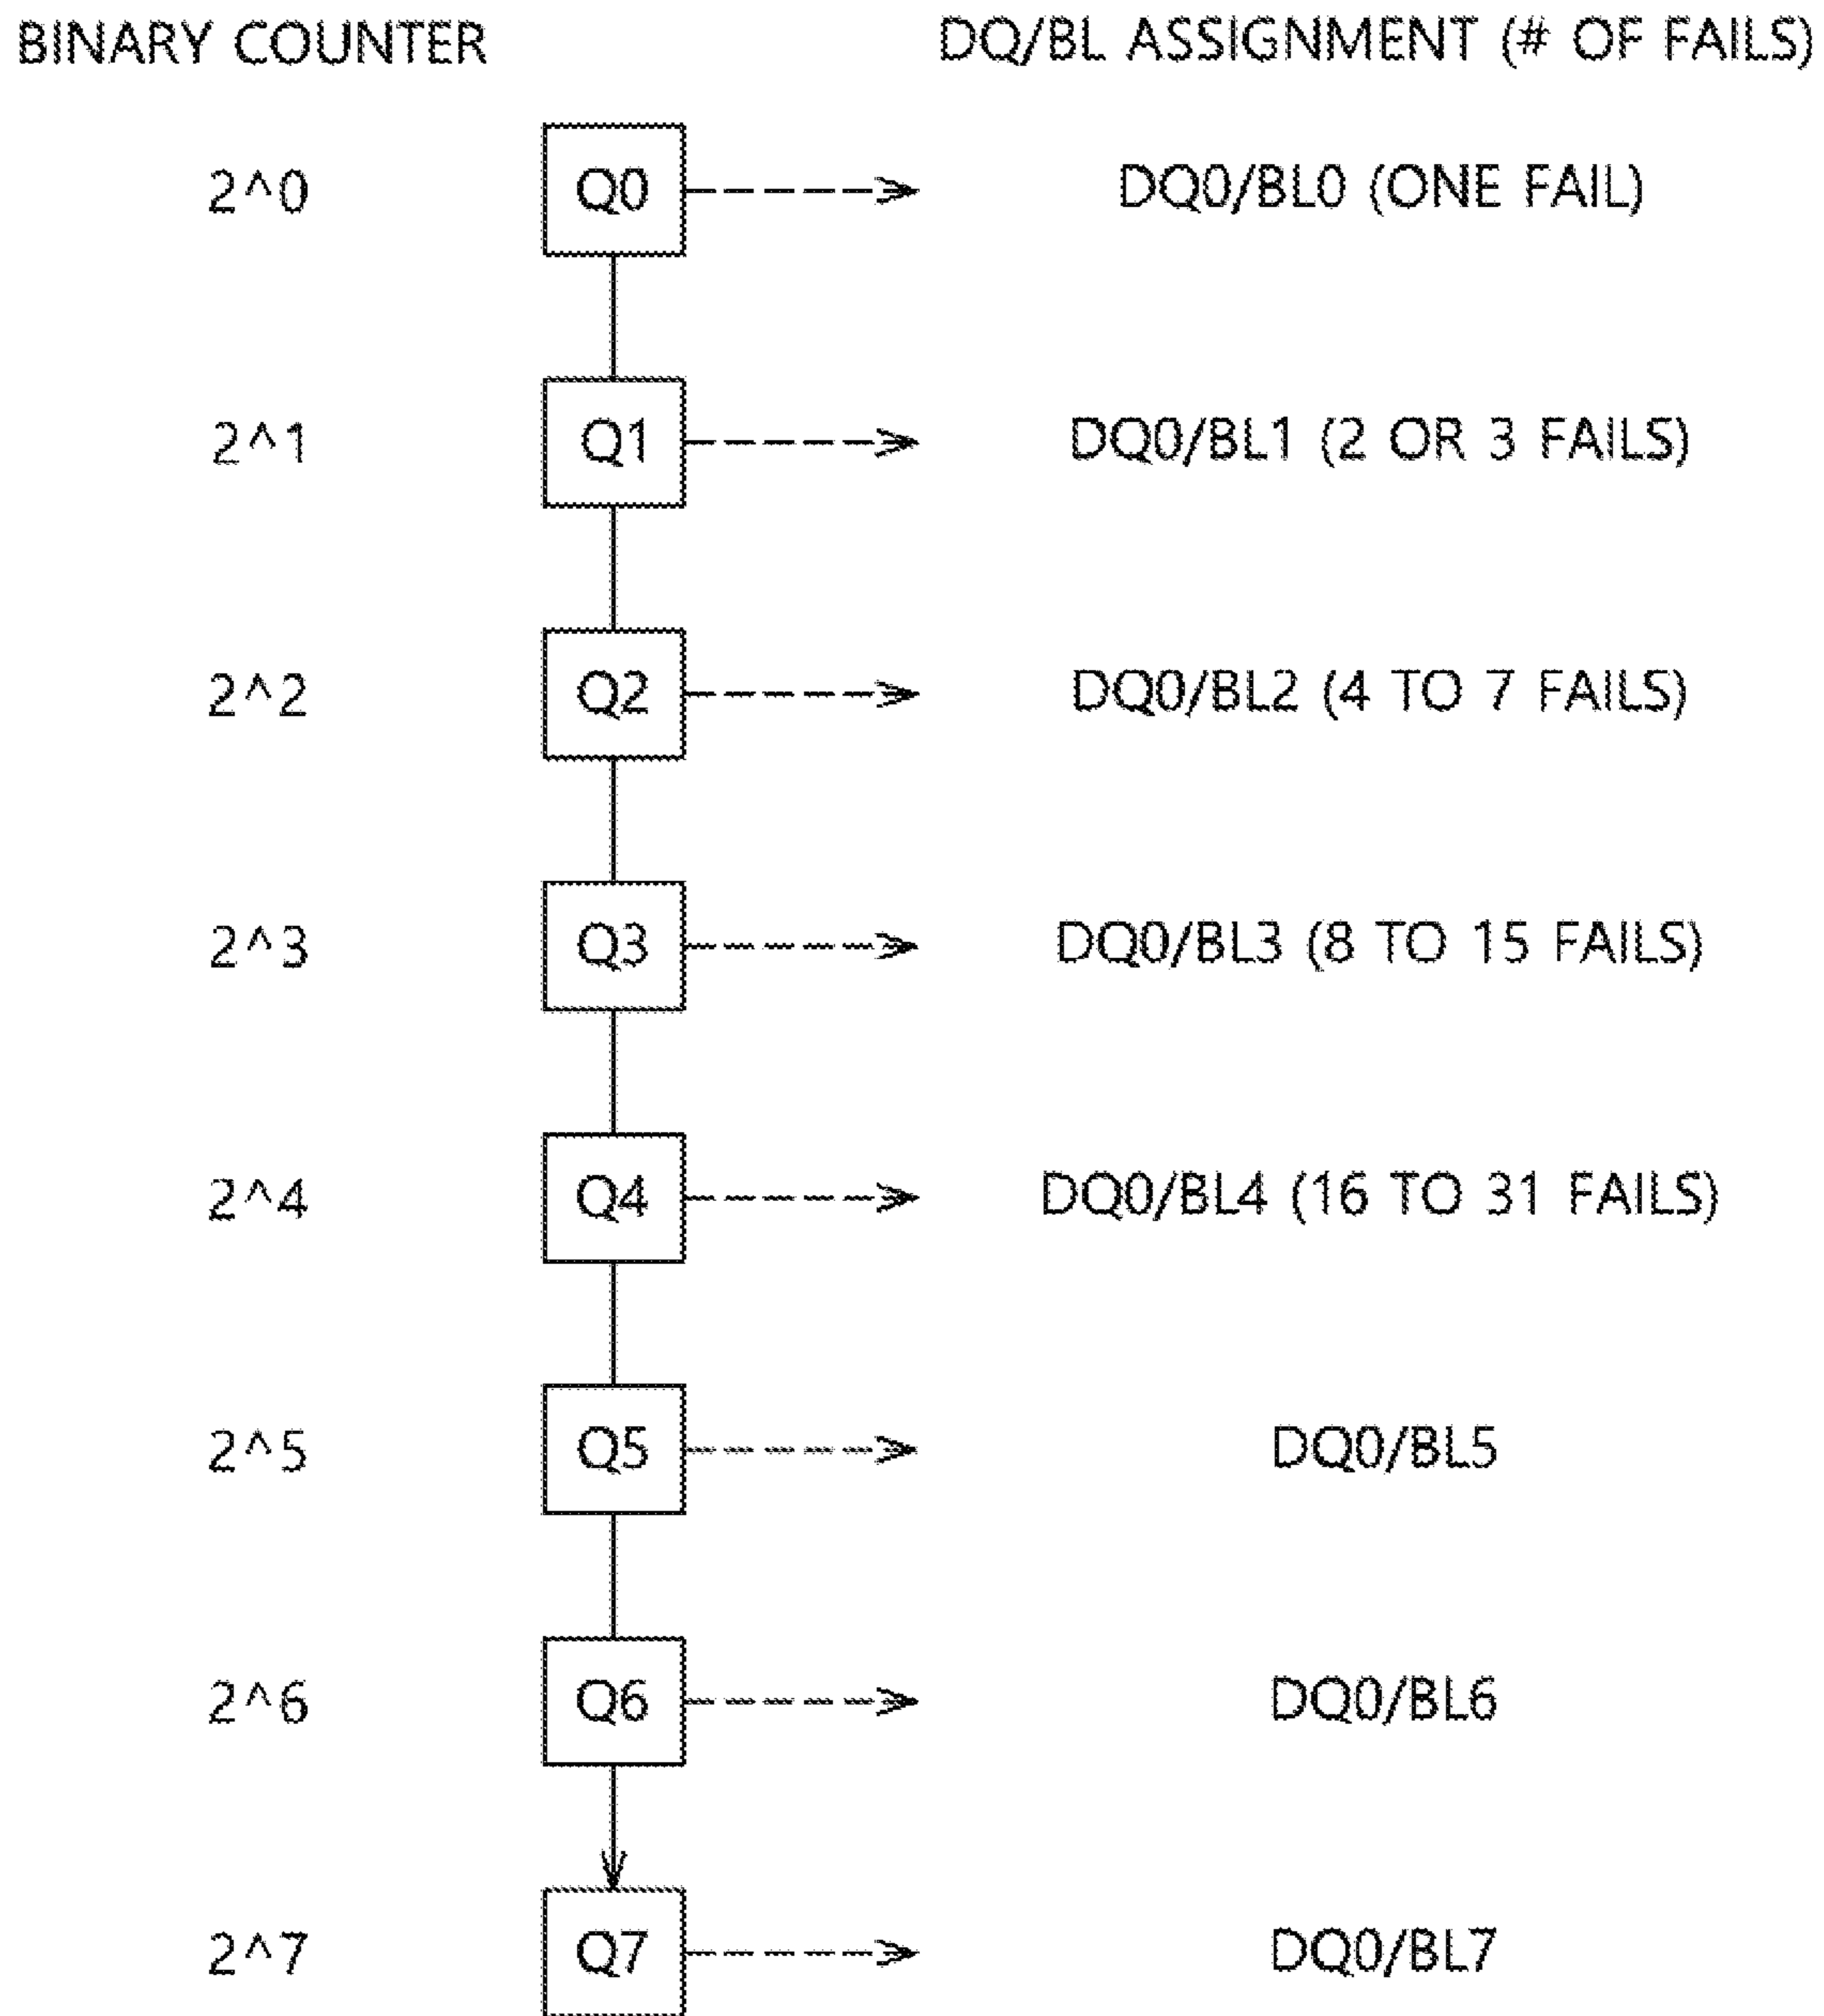 BINARY COUNTER DQ/BL ASSIGNMENT (# OF FAILS)
2^0 Q0 DQ0/BL0 (ONE FAIL)
2^1 Q1 DQ0/BL1 (2 OR 3 FAILS)
2^2 Q2 DQ0/BL2 (4 TO 7 FAILS)
2^3 Q3 DQ0/BL3 (8 TO 15 FAILS)
2^4 Q4 DQ0/BL4 (16 TO 31 FAILS)
2^5 Q5 DQ0/BL5
2^6 Q6 DQ0/BL6
2^7 Q7 DQ0/BL7